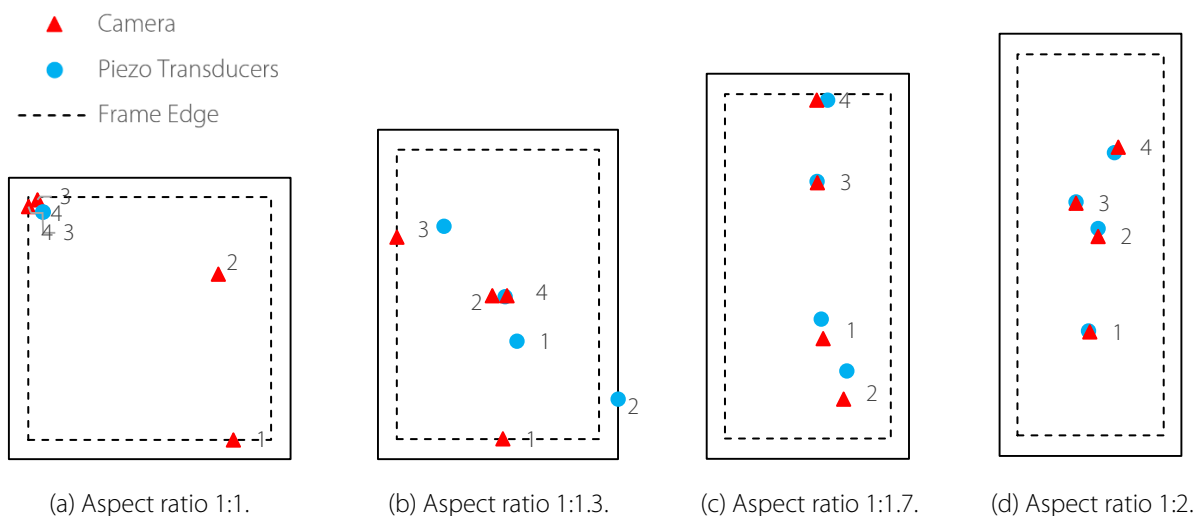 Camera
Piezo Transducers
Frame Edge
3
4
4 3
2
1
(a) Aspect ratio 1:1.
3
2 4
1
2
1
(b) Aspect ratio 1:1.3.
4
3
1
2
(c) Aspect ratio 1:1.7.
4
3
2
1
(d) Aspect ratio 1:2.